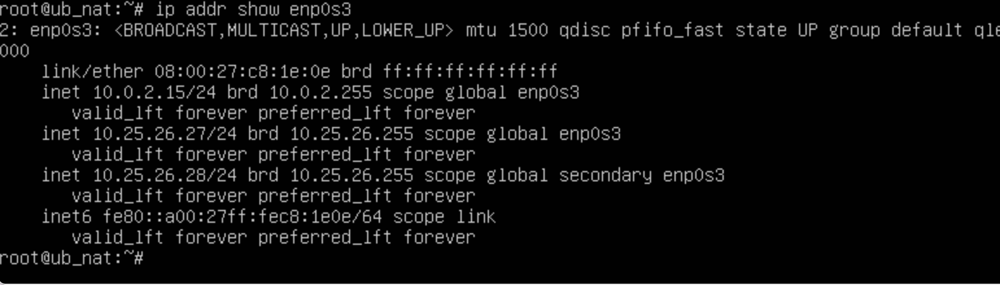 root@ub_nat:~# ip addr show enp0s3
2: enp0s3: <BROADCAST,MULTICAST,UP,LOWER_UP> mtu 1500 qdisc pfifo_fast state UP group default qle
000
link/ether 08:00:27:c8:1e:0e brd ff:ff:ff:ff:ff:ff
inet 10.0.2.15/24 brd 10.0.2.255 scope global enp0s3
valid_lft forever preferred_lft forever
inet 10.25.26.27/24 brd 10.25.26.255 scope global enp0s3
valid_lft forever preferred_lft forever
inet 10.25.26.28/24 brd 10.25.26.255 scope global secondary enp0s3
valid_lft forever preferred_lft forever
inet6 fe80::a00:27ff:fec8:1e0e/64 scope link
valid_lft forever preferred_lft forever
root@ub_nat:~#